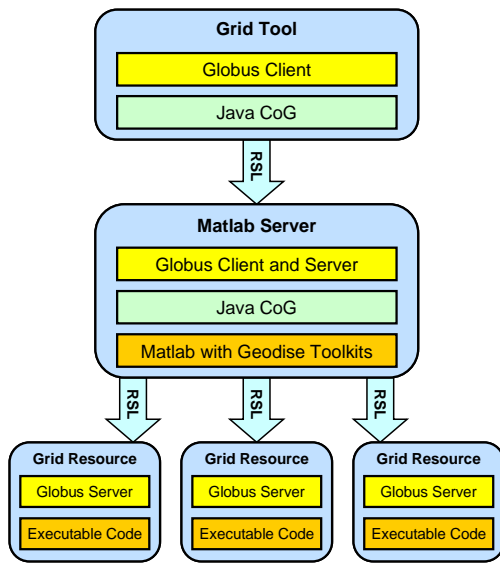 Grid Tool
Globus Client
Java CoG
RSL
Matlab Server
Globus Client and Server
Java CoG
Matlab with Geodise Toolkits
RSL
RSL
RSL
Grid Resource
Globus Server
Executable Code
Grid Resource
Globus Server
Executable Code
Grid Resource
Globus Server
Executable Code